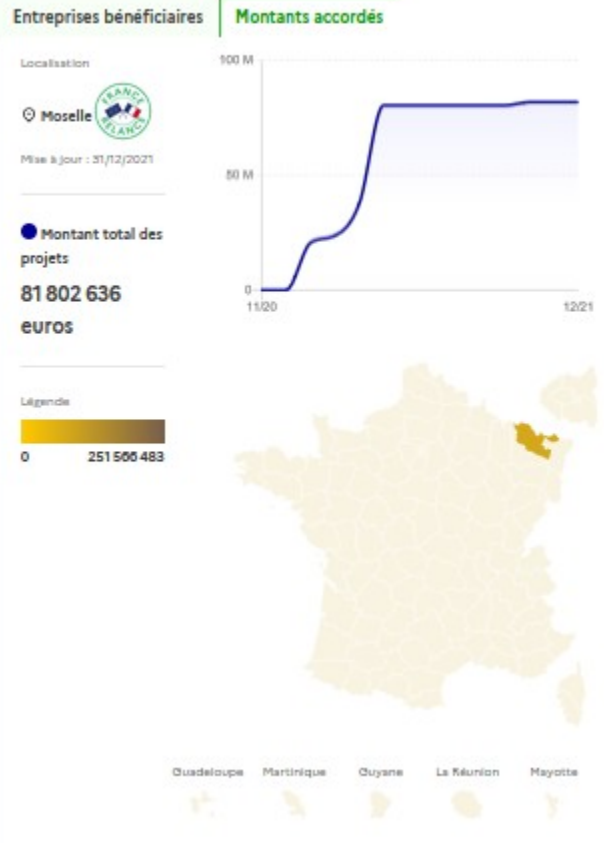 Entreprises bénéficiaires
Montants accordés
Localisation
Moselle
FRANCE
RELANCE
Mise à jour : 31/12/2021
Montant total des
projets
81 802 636
euros
Légende
0
251 566 483
100 M
50 M
0
11/20
12/21
Guadeloupe
Martinique
Guyane
La Réunion
Mayotte